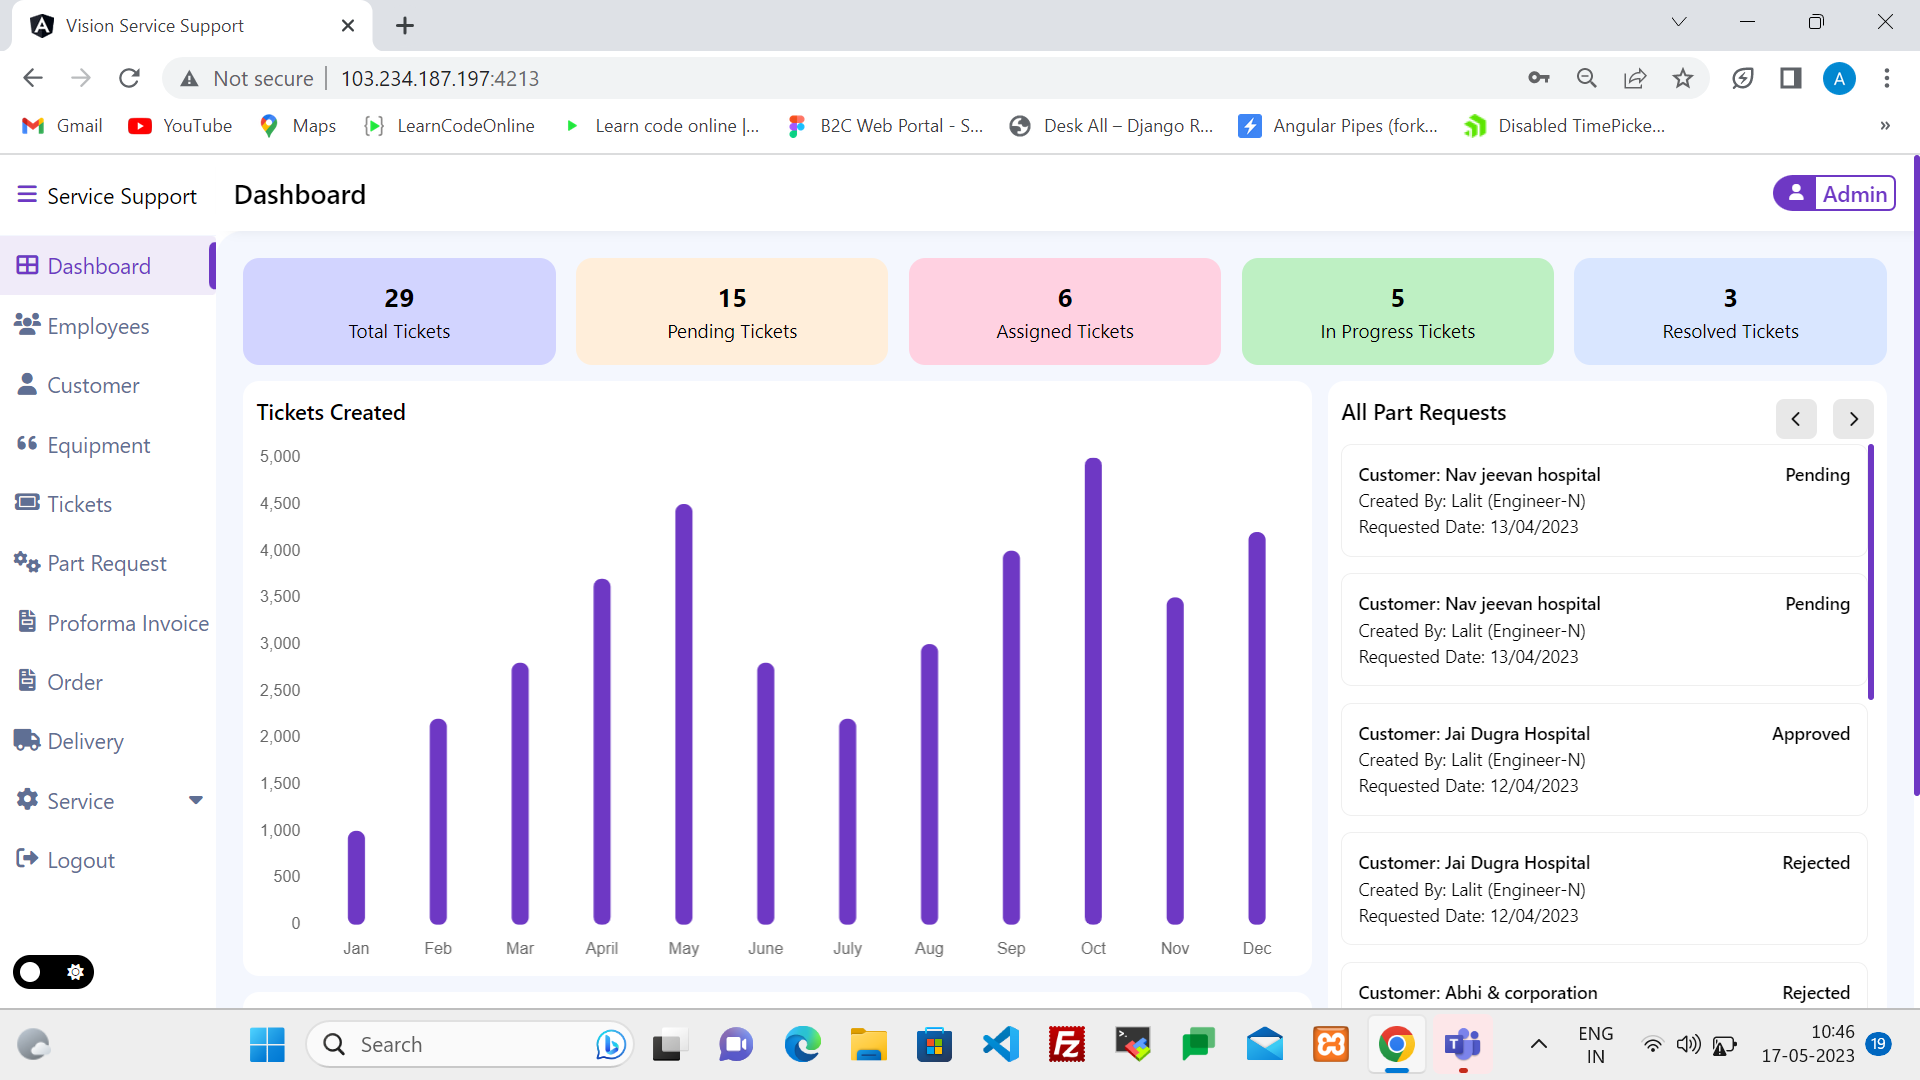 Vision Service Support
Not secure
103.234.187.197:4213
A
Gmail
YouTube
Maps
LearnCodeOnline
Learn code online |...
B2C Web Portal - S...
Desk All – Django R...
Angular Pipes (fork...
Disabled TimePicke...
»
Service Support
Dashboard
Admin
Dashboard
Employees
Customer
Equipment
Tickets
Part Request
Proforma Invoice
Order
Delivery
Service
Logout
29
Total Tickets
15
Pending Tickets
6
Assigned Tickets
5
In Progress Tickets
3
Resolved Tickets
Tickets Created
5,000
4,500
4,000
3,500
3,000
2,500
2,000
1,500
1,000
500
0
Jan Feb Mar April May June July Aug Sep Oct Nov Dec
All Part Requests
Customer: Nav jeevan hospital Pending
Created By: Lalit (Engineer-N)
Requested Date: 13/04/2023
Customer: Nav jeevan hospital Pending
Created By: Lalit (Engineer-N)
Requested Date: 13/04/2023
Customer: Jai Dugra Hospital Approved
Created By: Lalit (Engineer-N)
Requested Date: 12/04/2023
Customer: Jai Dugra Hospital Rejected
Created By: Lalit (Engineer-N)
Requested Date: 12/04/2023
Customer: Abhi & corporation Rejected
Search
ENG
IN
10:46
17-05-2023
19